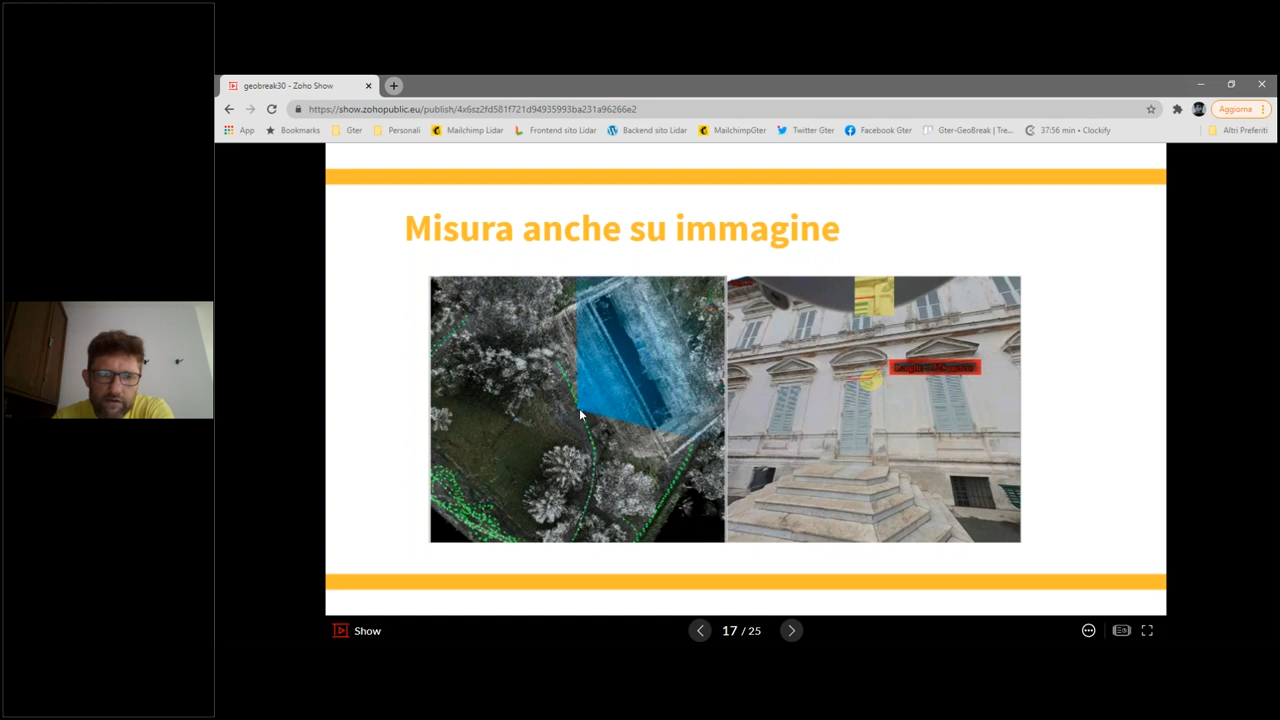 geobreak30 - Zoho Show
https://show.zohopublic.eu/publish/4x6sz2fd581f721d94935993ba231a96266e2
Aggiorna
App Bookmarks Gter Personali Mailchimp Lidar Frontend sito Lidar Backend sito Lidar MailchimpGter Twitter Gter Facebook Gter Gter-GeoBreak | Tre... 37:56 min • Clockify Altri Preferiti
Misura anche su immagine
Show
17 / 25